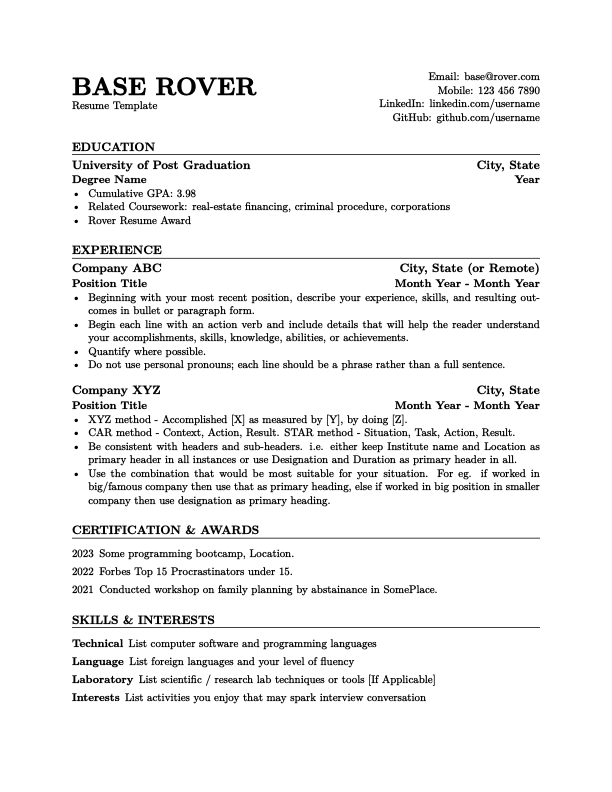 BASE ROVER
Resume Template
Email: base@rover.com
Mobile: 123 456 7890
LinkedIn: linkedin.com/username
GitHub: github.com/username
EDUCATION
University of Post Graduation City, State
Degree Name Year
• Cumulative GPA: 3.98
• Related Coursework: real-estate financing, criminal procedure, corporations
• Rover Resume Award
EXPERIENCE
Company ABC City, State (or Remote)
Position Title Month Year - Month Year
• Beginning with your most recent position, describe your experience, skills, and resulting out-
comes in bullet or paragraph form.
• Begin each line with an action verb and include details that will help the reader understand
your accomplishments, skills, knowledge, abilities, or achievements.
• Quantify where possible.
• Do not use personal pronouns; each line should be a phrase rather than a full sentence.
Company XYZ City, State
Position Title Month Year - Month Year
• XYZ method - Accomplished [X] as measured by [Y], by doing [Z].
• CAR method - Context, Action, Result. STAR method - Situation, Task, Action, Result.
• Be consistent with headers and sub-headers. i.e. either keep Institute name and Location as
primary header in all instances or use Designation and Duration as primary header in all.
• Use the combination that would be most suitable for your situation. For eg. if worked in
big/famous company then use that as primary heading, else if worked in big position in smaller
company then use designation as primary heading.
CERTIFICATION & AWARDS
2023 Some programming bootcamp, Location.
2022 Forbes Top 15 Procrastinators under 15.
2021 Conducted workshop on family planning by abstainance in SomePlace.
SKILLS & INTERESTS
Technical List computer software and programming languages
Language List foreign languages and your level of fluency
Laboratory List scientific / research lab techniques or tools [If Applicable]
Interests List activities you enjoy that may spark interview conversation